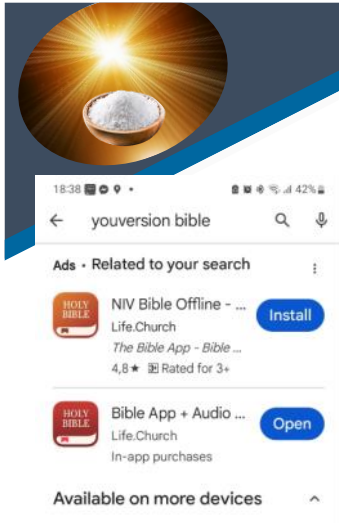 18:38 42%
youversion bible
Ads • Related to your search
HOLY BIBLE
NIV Bible Offline - ...
Install
Life.Church
The Bible App - Bible ...
4,8★ Rated for 3+
HOLY BIBLE
Bible App + Audio ...
Open
Life.Church
In-app purchases
Available on more devices